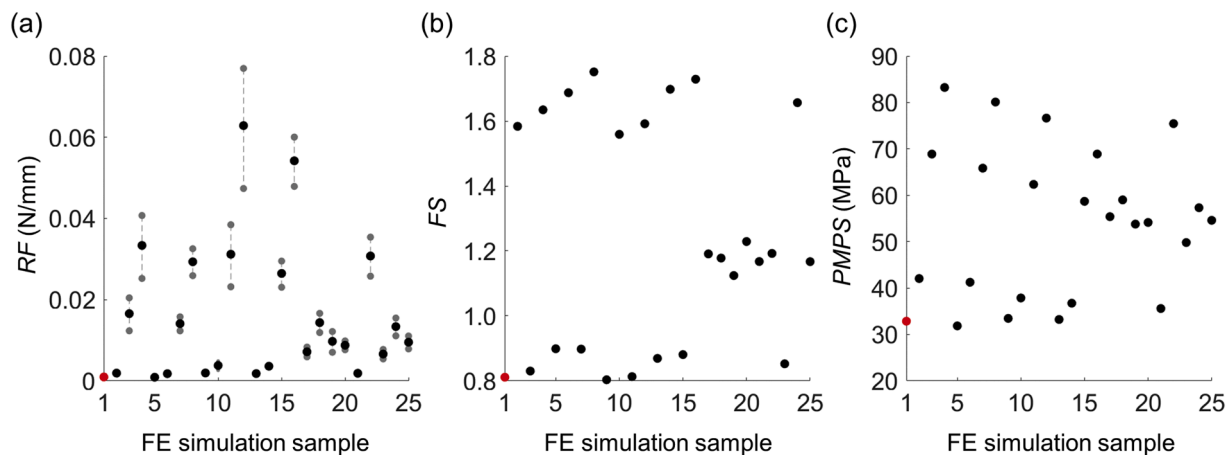 (a)
RF (N/mm)
0.08
0.06
0.04
0.02
0
1 5 10 15 20 25
FE simulation sample
(b)
FS
1.8
1.6
1.4
1.2
1.0
0.8
1 5 10 15 20 25
FE simulation sample
(c)
PMPS (MPa)
90
80
70
60
50
40
30
20
1 5 10 15 20 25
FE simulation sample